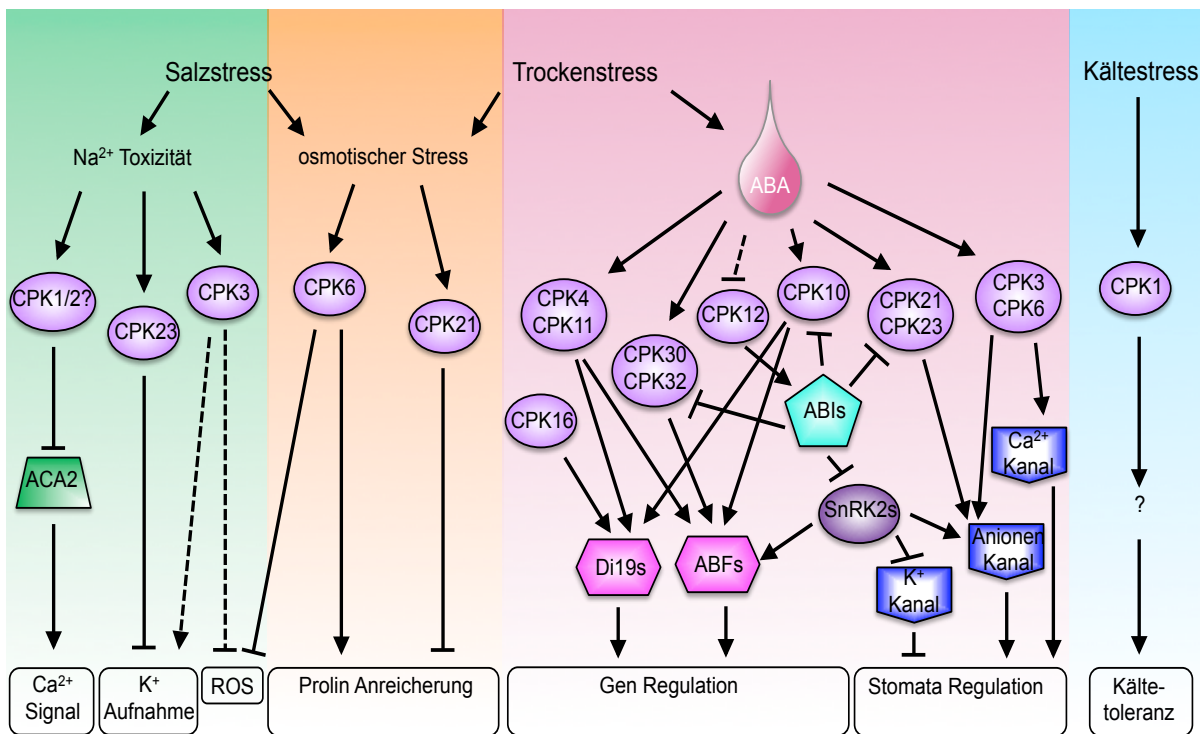 Salzstress
Trockenstress
Kältestress
Na²⁺ Toxizität
osmotischer Stress
ABA
CPK1/2?
CPK23
CPK3
CPK6
CPK21
CPK4
CPK11
CPK30
CPK32
CPK12
CPK10
CPK21
CPK23
CPK3
CPK6
CPK1
CPK16
ABIs
ACA2
Ca²⁺
Kanal
SnRK2s
?
Di19s
ABFs
K⁺
Kanal
Anionen
Kanal
Ca²⁺
Signal
K⁺
Aufnahme
ROS
Prolin Anreicherung
Gen Regulation
Stomata Regulation
Kälte-
toleranz